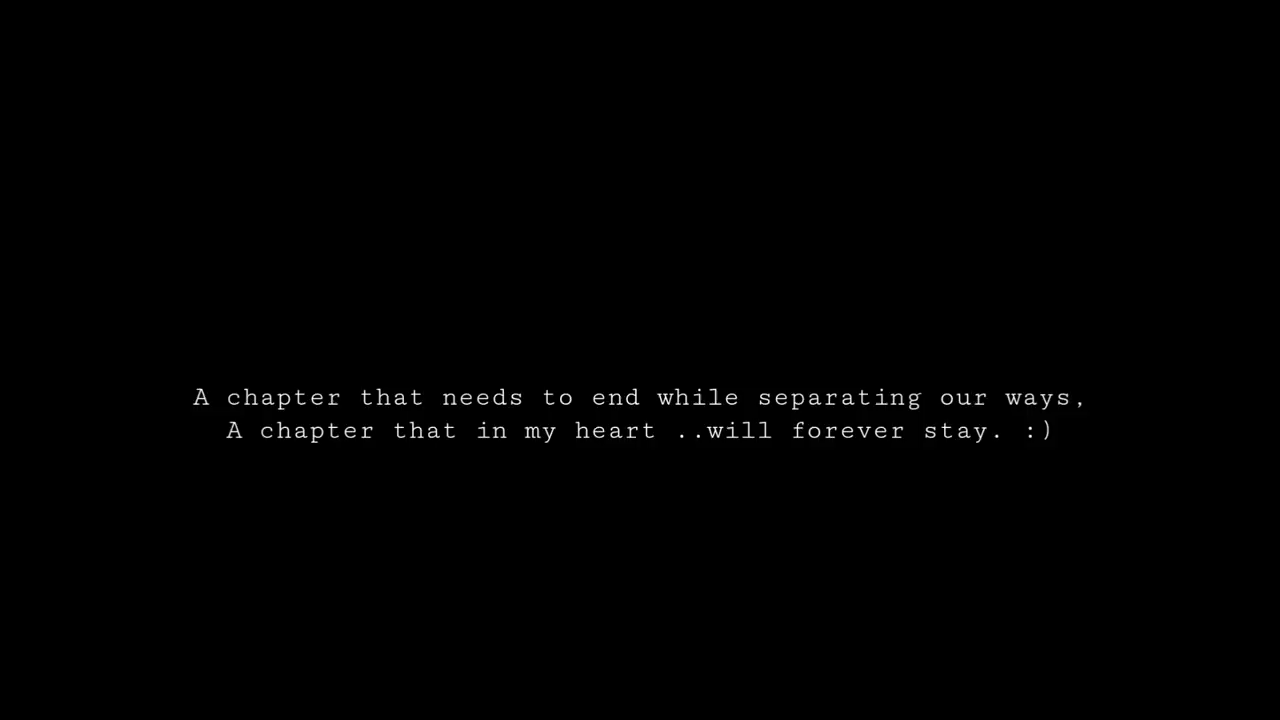 A chapter that needs to end while separating our ways,
A chapter that in my heart ..will forever stay. :)